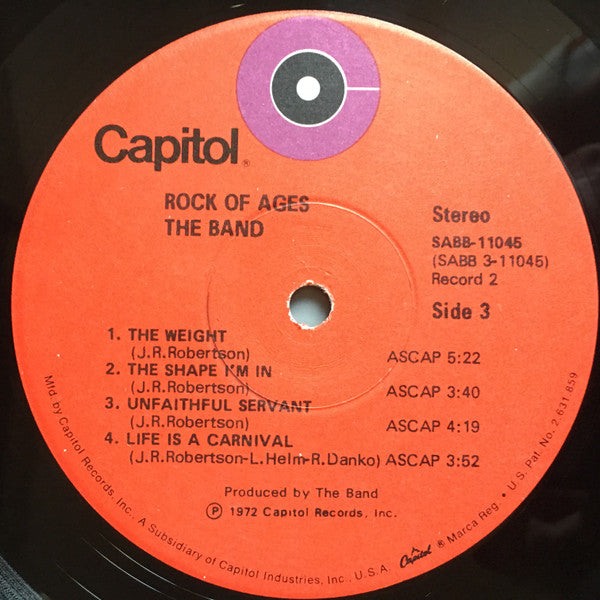 Capitol®
ROCK OF AGES
THE BAND
Stereo
SABB-11045
(SABB 3-11045)
Record 2
Side 3
1. THE WEIGHT
(J.R.Robertson) ASCAP 5:22
2. THE SHAPE I'M IN
(J.R.Robertson) ASCAP 3:40
3. UNFAITHFUL SERVANT
(J.R.Robertson) ASCAP 4:19
4. LIFE IS A CARNIVAL
(J.R.Robertson-L.Helm-R.Danko) ASCAP 3:52
Produced by The Band
Ⓟ 1972 Capitol Records, Inc.
Mfd. by Capitol Records, Inc., A Subsidiary of Capitol Industries, Inc., U.S.A. Capitol ® Marca Reg. • U.S. Pat. No. 2,631,859